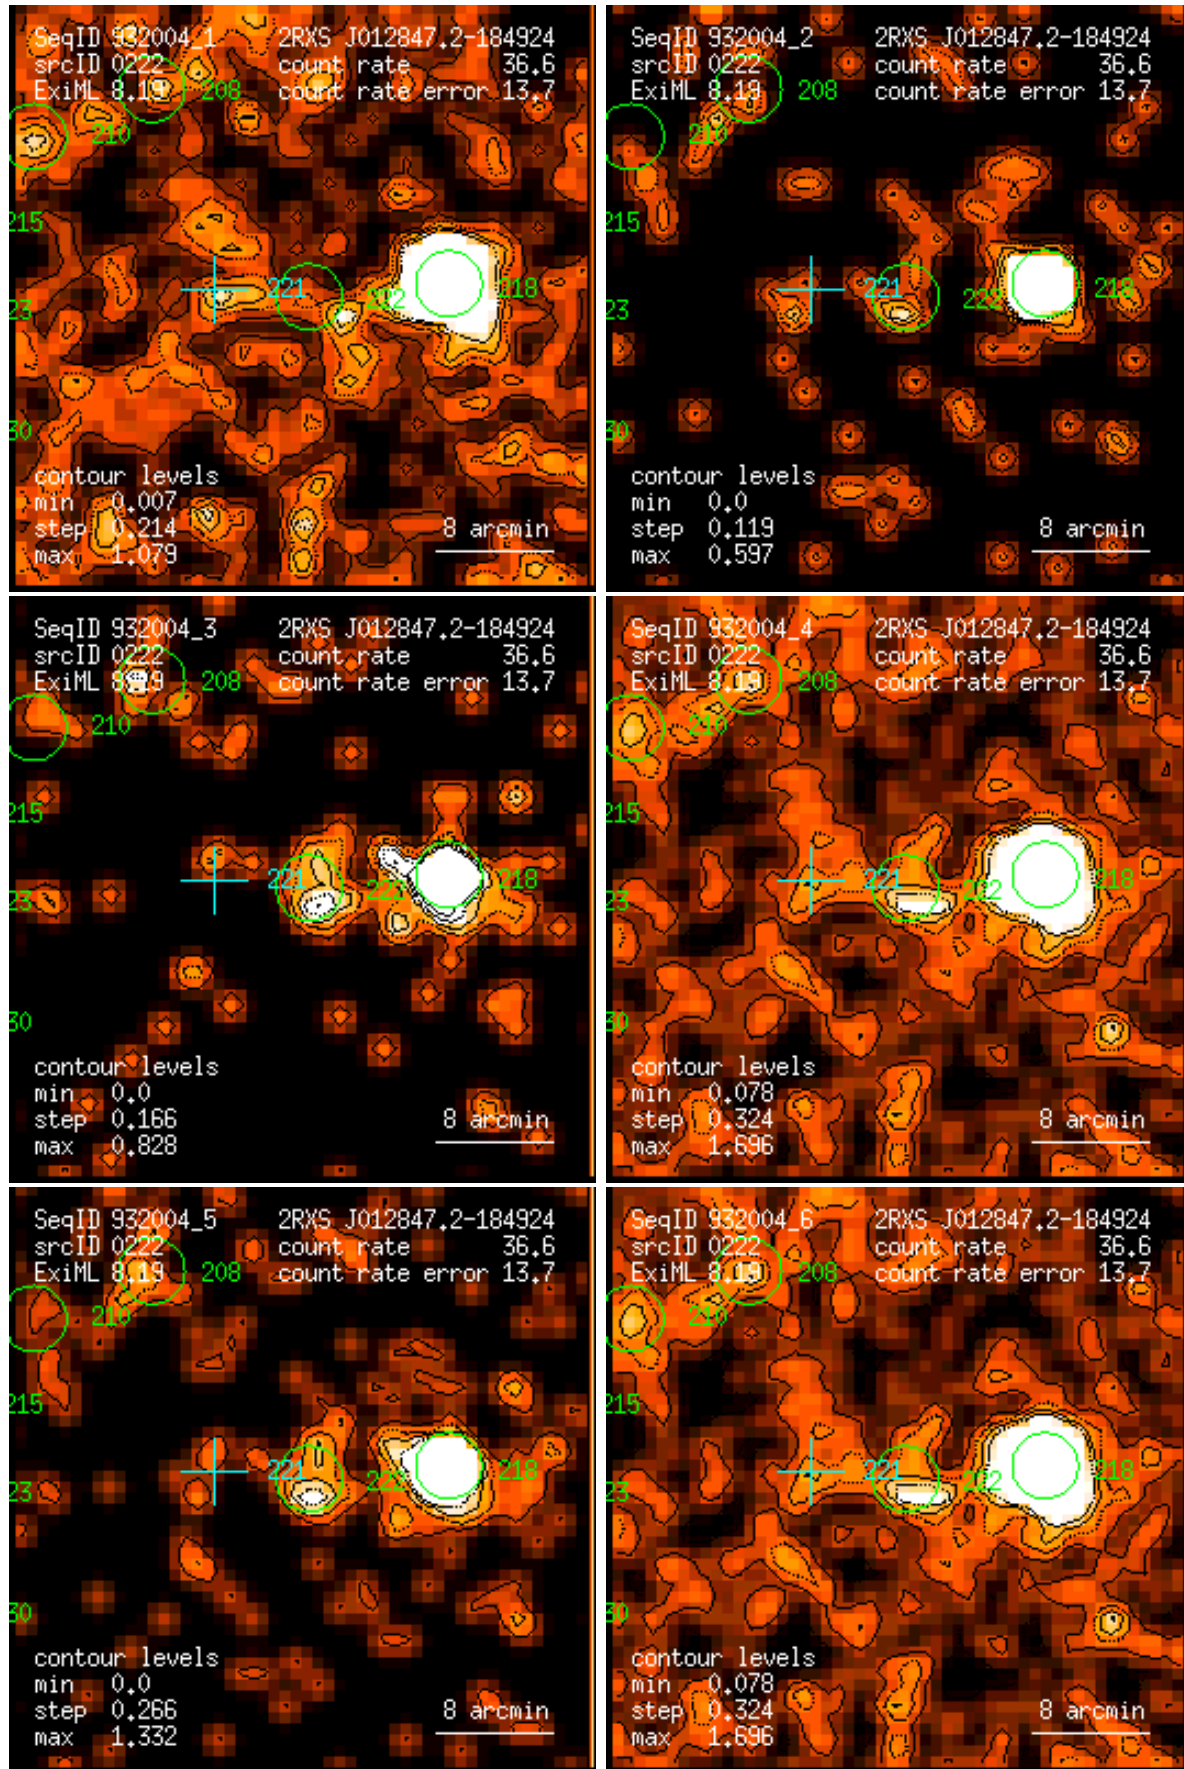 SeqID 932004_1 2RXS J012847.2-184924
srcID 0222 count rate 36.6
ExiML 8.19 208 count rate error 13.7
210
215
221 222 218
23
30
contour levels
min 0.007
step 0.214 8 arcmin
max 1.079
SeqID 932004_2 2RXS J012847.2-184924
srcID 0222 count rate 36.6
ExiML 8.19 208 count rate error 13.7
210
215
221 222 218
23
30
contour levels
min 0.0
step 0.119 8 arcmin
max 0.597
SeqID 932004_3 2RXS J012847.2-184924
srcID 0222 count rate 36.6
ExiML 8.19 208 count rate error 13.7
210
215
221 222 218
23
30
contour levels
min 0.0
step 0.166 8 arcmin
max 0.828
SeqID 932004_4 2RXS J012847.2-184924
srcID 0222 count rate 36.6
ExiML 8.19 208 count rate error 13.7
210
215
221 222 218
23
30
contour levels
min 0.078
step 0.324 8 arcmin
max 1.696
SeqID 932004_5 2RXS J012847.2-184924
srcID 0222 count rate 36.6
ExiML 8.19 208 count rate error 13.7
210
215
221 222 218
23
30
contour levels
min 0.0
step 0.266 8 arcmin
max 1.332
SeqID 932004_6 2RXS J012847.2-184924
srcID 0222 count rate 36.6
ExiML 8.19 208 count rate error 13.7
210
215
221 222 218
23
30
contour levels
min 0.078
step 0.324 8 arcmin
max 1.696